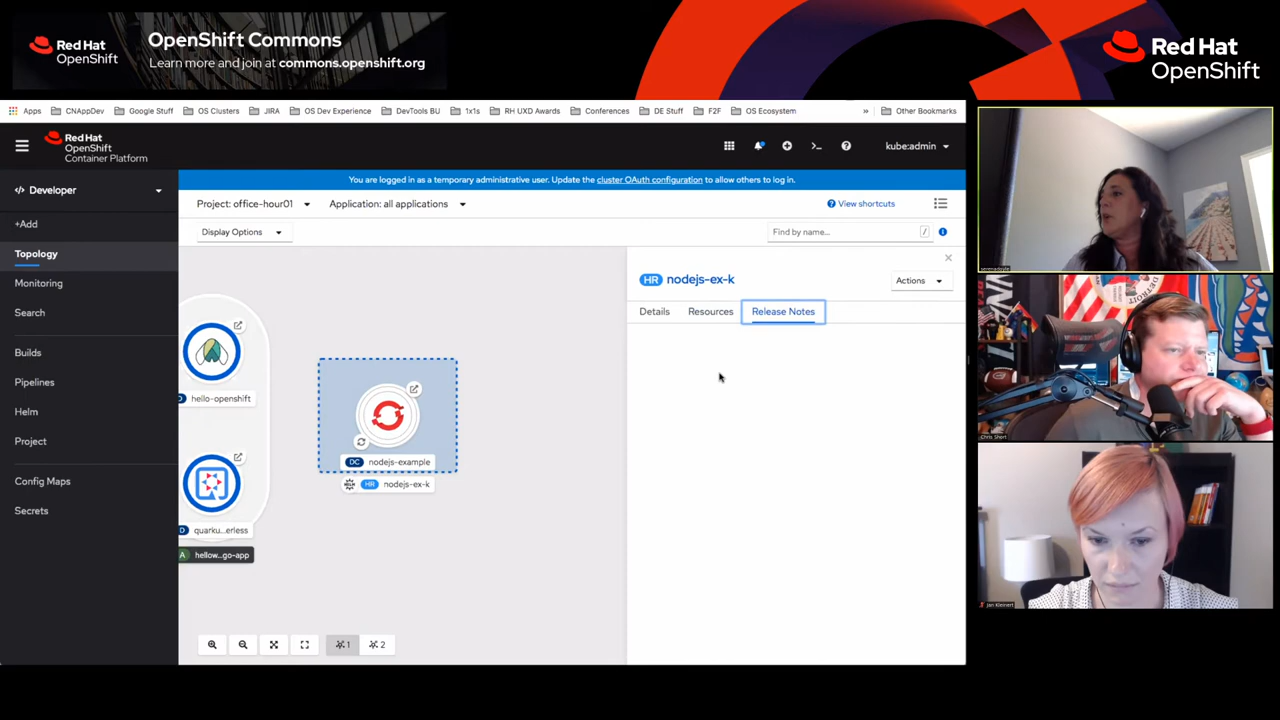 Red Hat
OpenShift
OpenShift Commons
Learn more and join at commons.openshift.org
Red Hat
OpenShift
Apps
CNAppDev
Google Stuff
OS Clusters
JIRA
OS Dev Experience
DevTools BU
1x1s
RH UXD Awards
Conferences
DE Stuff
F2F
OS Ecosystem
»
Other Bookmarks
Red Hat
OpenShift
Container Platform
kube:admin
You are logged in as a temporary administrative user. Update the cluster OAuth configuration to allow others to log in.
Developer
+Add
Topology
Monitoring
Search
Builds
Pipelines
Helm
Project
Config Maps
Secrets
Project: office-hour01
Application: all applications
View shortcuts
Display Options
Find by name...
/
hello-openshift
D quarku...erless
A hellow...go-app
DC nodejs-example
HELM HR nodejs-ex-k
1
2
HR nodejs-ex-k
Actions
Details
Resources
Release Notes
serenadoyle
Chris Short
Jan Kleinert